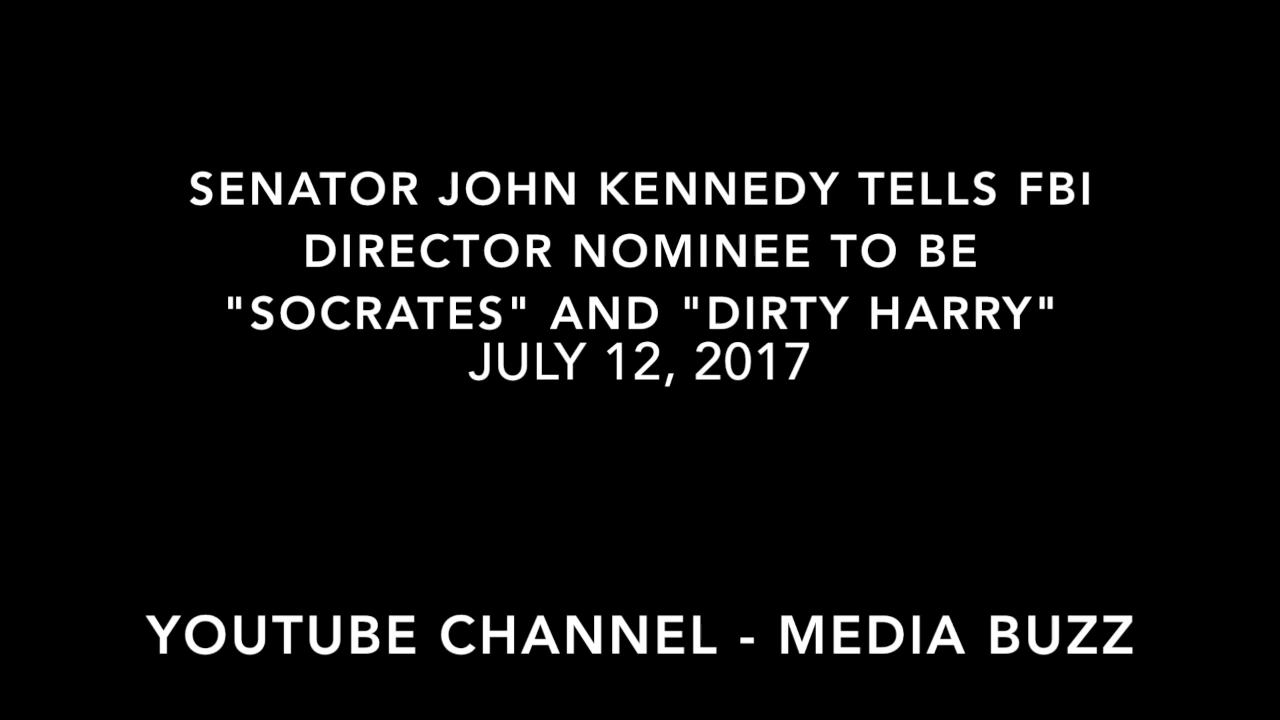 SENATOR JOHN KENNEDY TELLS FBI
DIRECTOR NOMINEE TO BE
"SOCRATES" AND "DIRTY HARRY"
JULY 12, 2017
YOUTUBE CHANNEL - MEDIA BUZZ